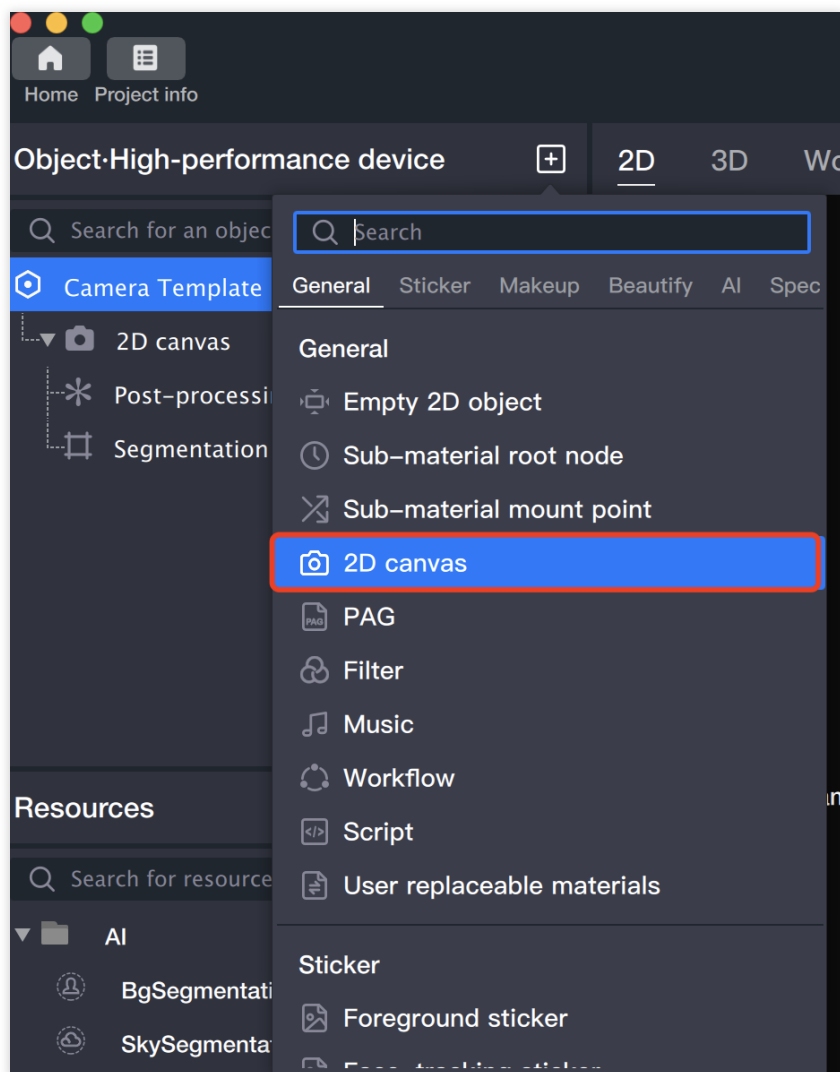 Home Project info
Object·High-performance device
2D 3D
Search for an objec
Search
Camera Template
General Sticker Makeup Beautify AI Spec
2D canvas
General
Post-processi
Empty 2D object
Segmentation
Sub-material root node
Sub-material mount point
2D canvas
PAG
PAG
Filter
Music
Workflow
Resources
Script
Search for resource
User replaceable materials
AI
Sticker
BgSegmentati
Foreground sticker
SkySegmenta